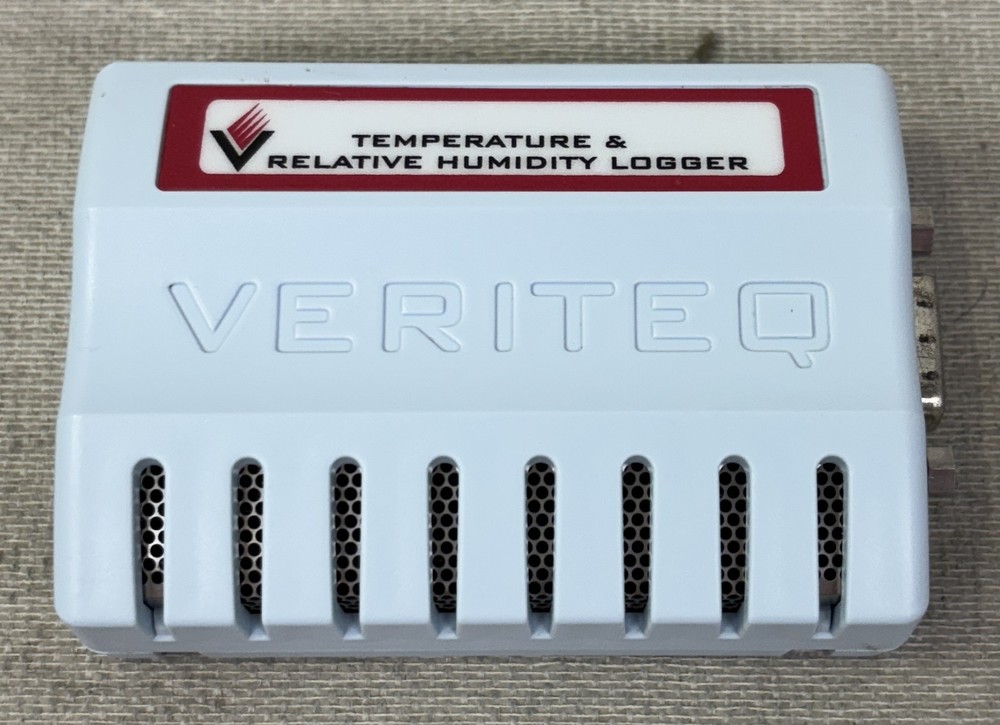 TEMPERATURE &
RELATIVE HUMIDITY LOGGER
VERITEQ